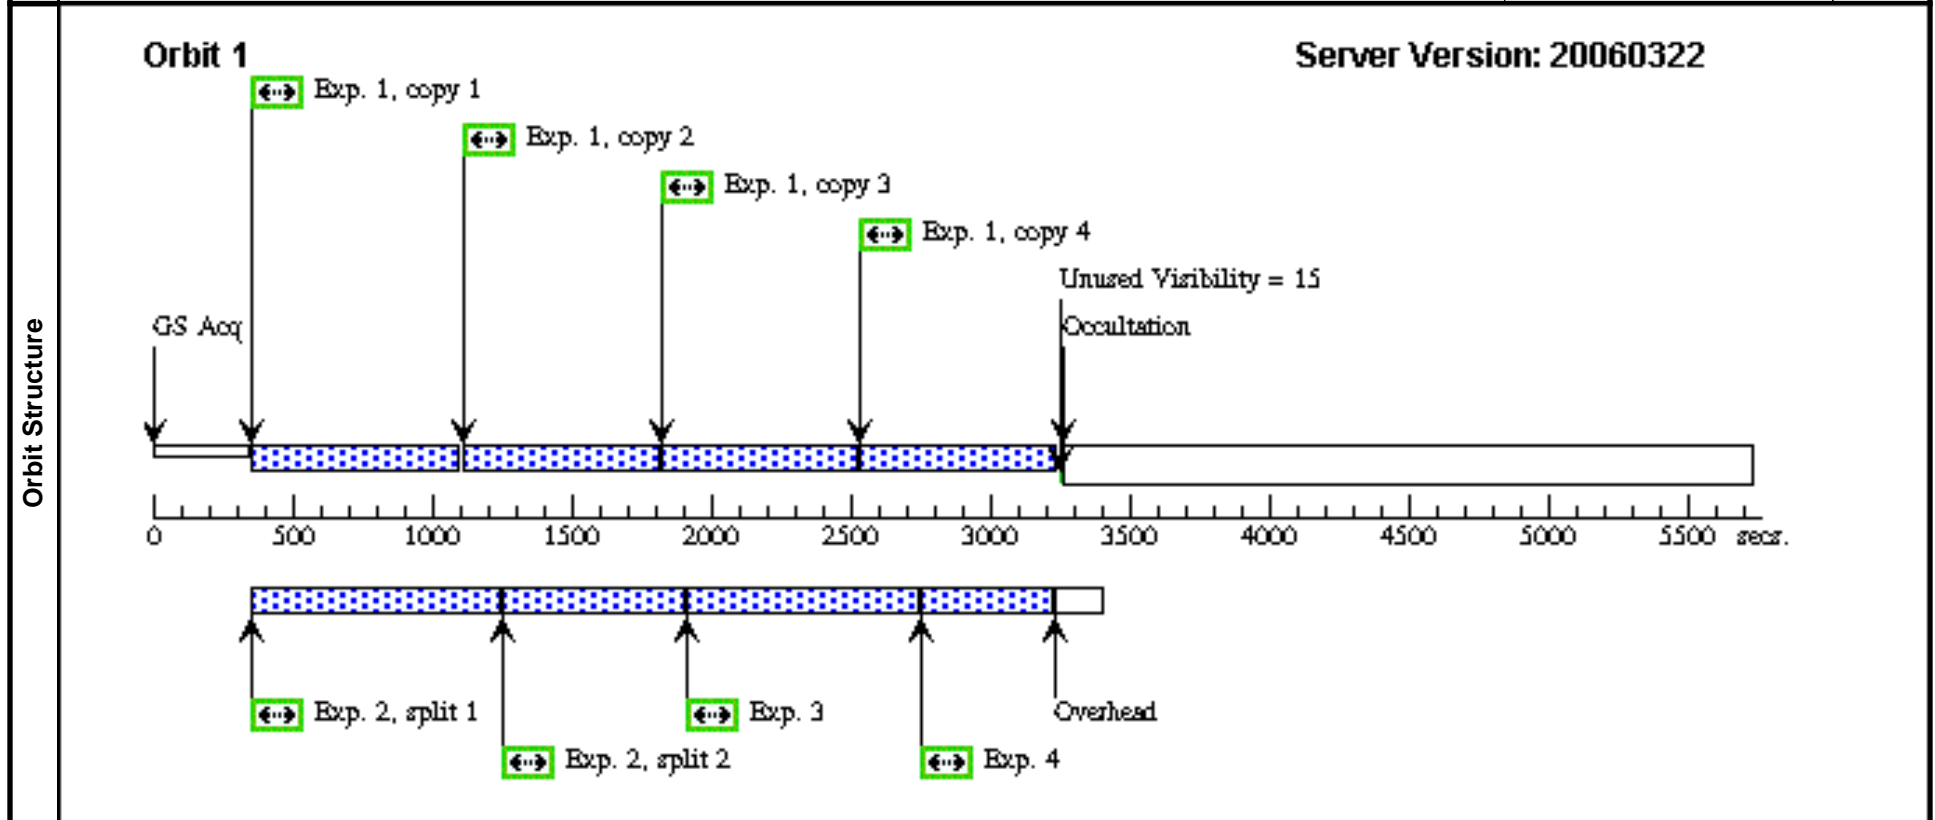 Orbit Structure
Orbit 1
Server Version: 20060322
Exp. 1, copy 1
Exp. 1, copy 2
Exp. 1, copy 3
Exp. 1, copy 4
Unused Visibility = 15
GS Acq
Occultation
0 500 1000 1500 2000 2500 3000 3500 4000 4500 5000 5500 secs.
Exp. 2, split 1
Exp. 3
Overhead
Exp. 2, split 2
Exp. 4